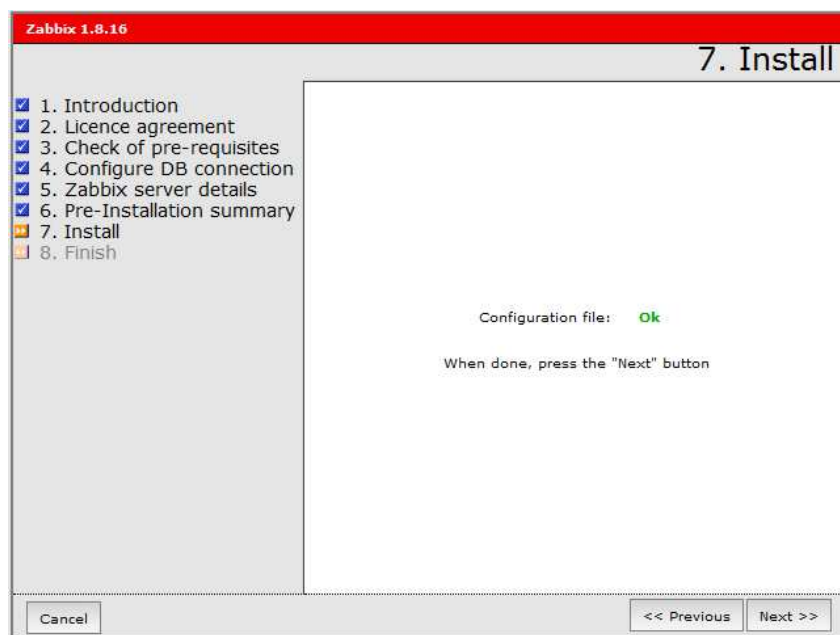 Zabbix 1.8.16
7. Install
1. Introduction
2. Licence agreement
3. Check of pre-requisites
4. Configure DB connection
5. Zabbix server details
6. Pre-Installation summary
7. Install
8. Finish
Configuration file: Ok
When done, press the "Next" button
Cancel
<< Previous
Next >>